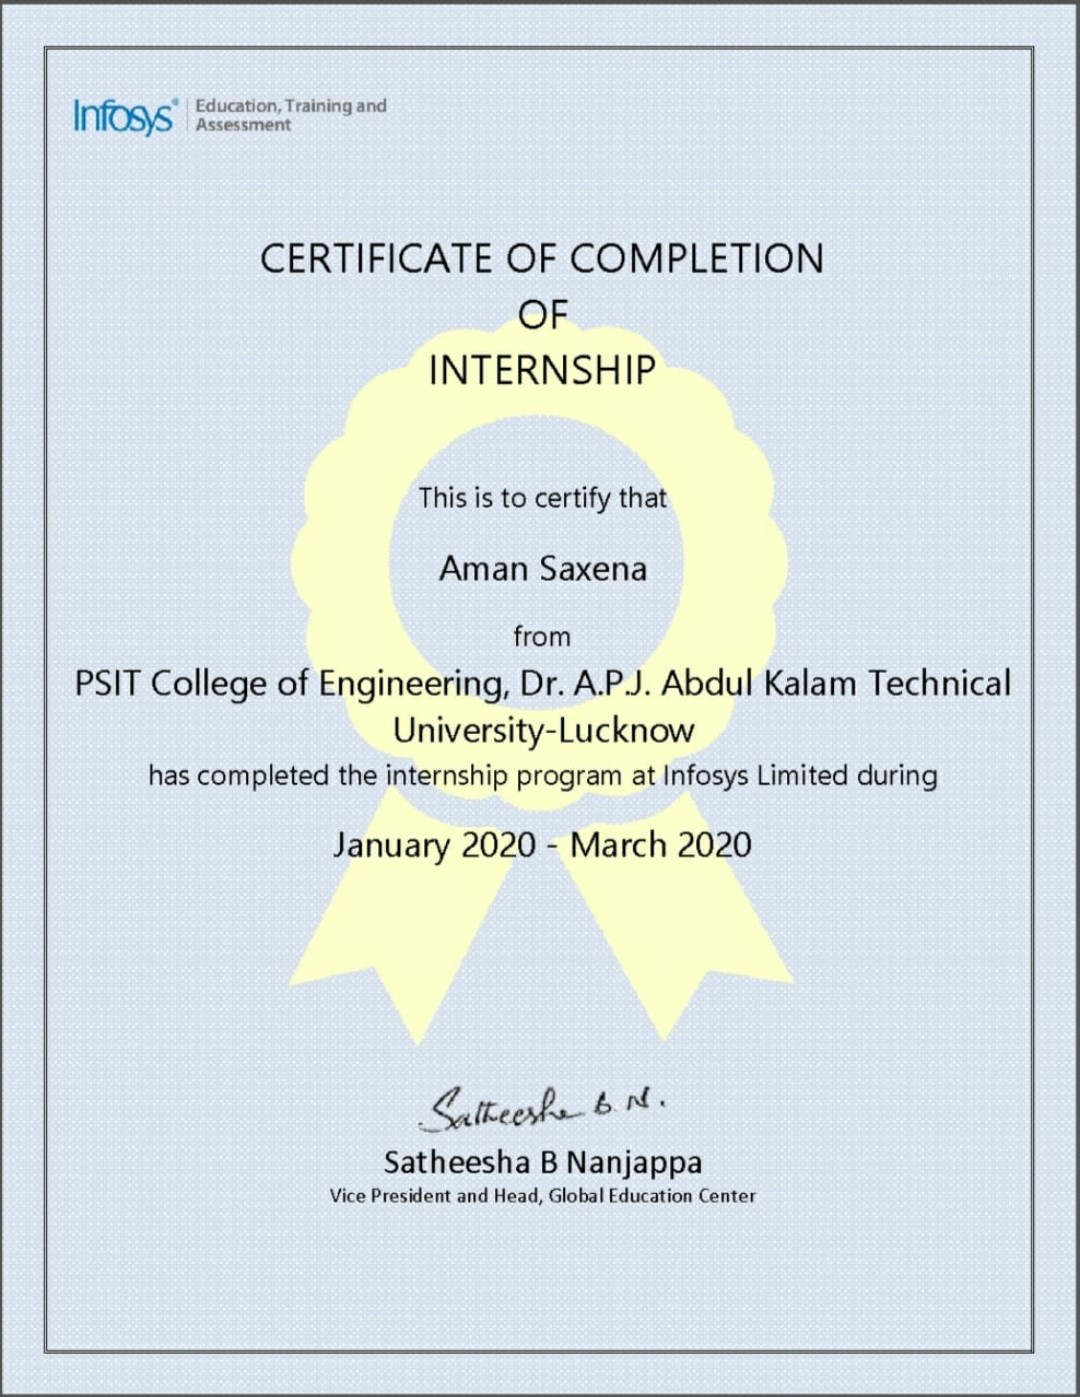 Infosys® | Education, Training and
Assessment
CERTIFICATE OF COMPLETION
OF
INTERNSHIP
This is to certify that
Aman Saxena
from
PSIT College of Engineering, Dr. A.P.J. Abdul Kalam Technical
University-Lucknow
has completed the internship program at Infosys Limited during
January 2020 - March 2020
Satheesha B N.
Satheesha B Nanjappa
Vice President and Head, Global Education Center